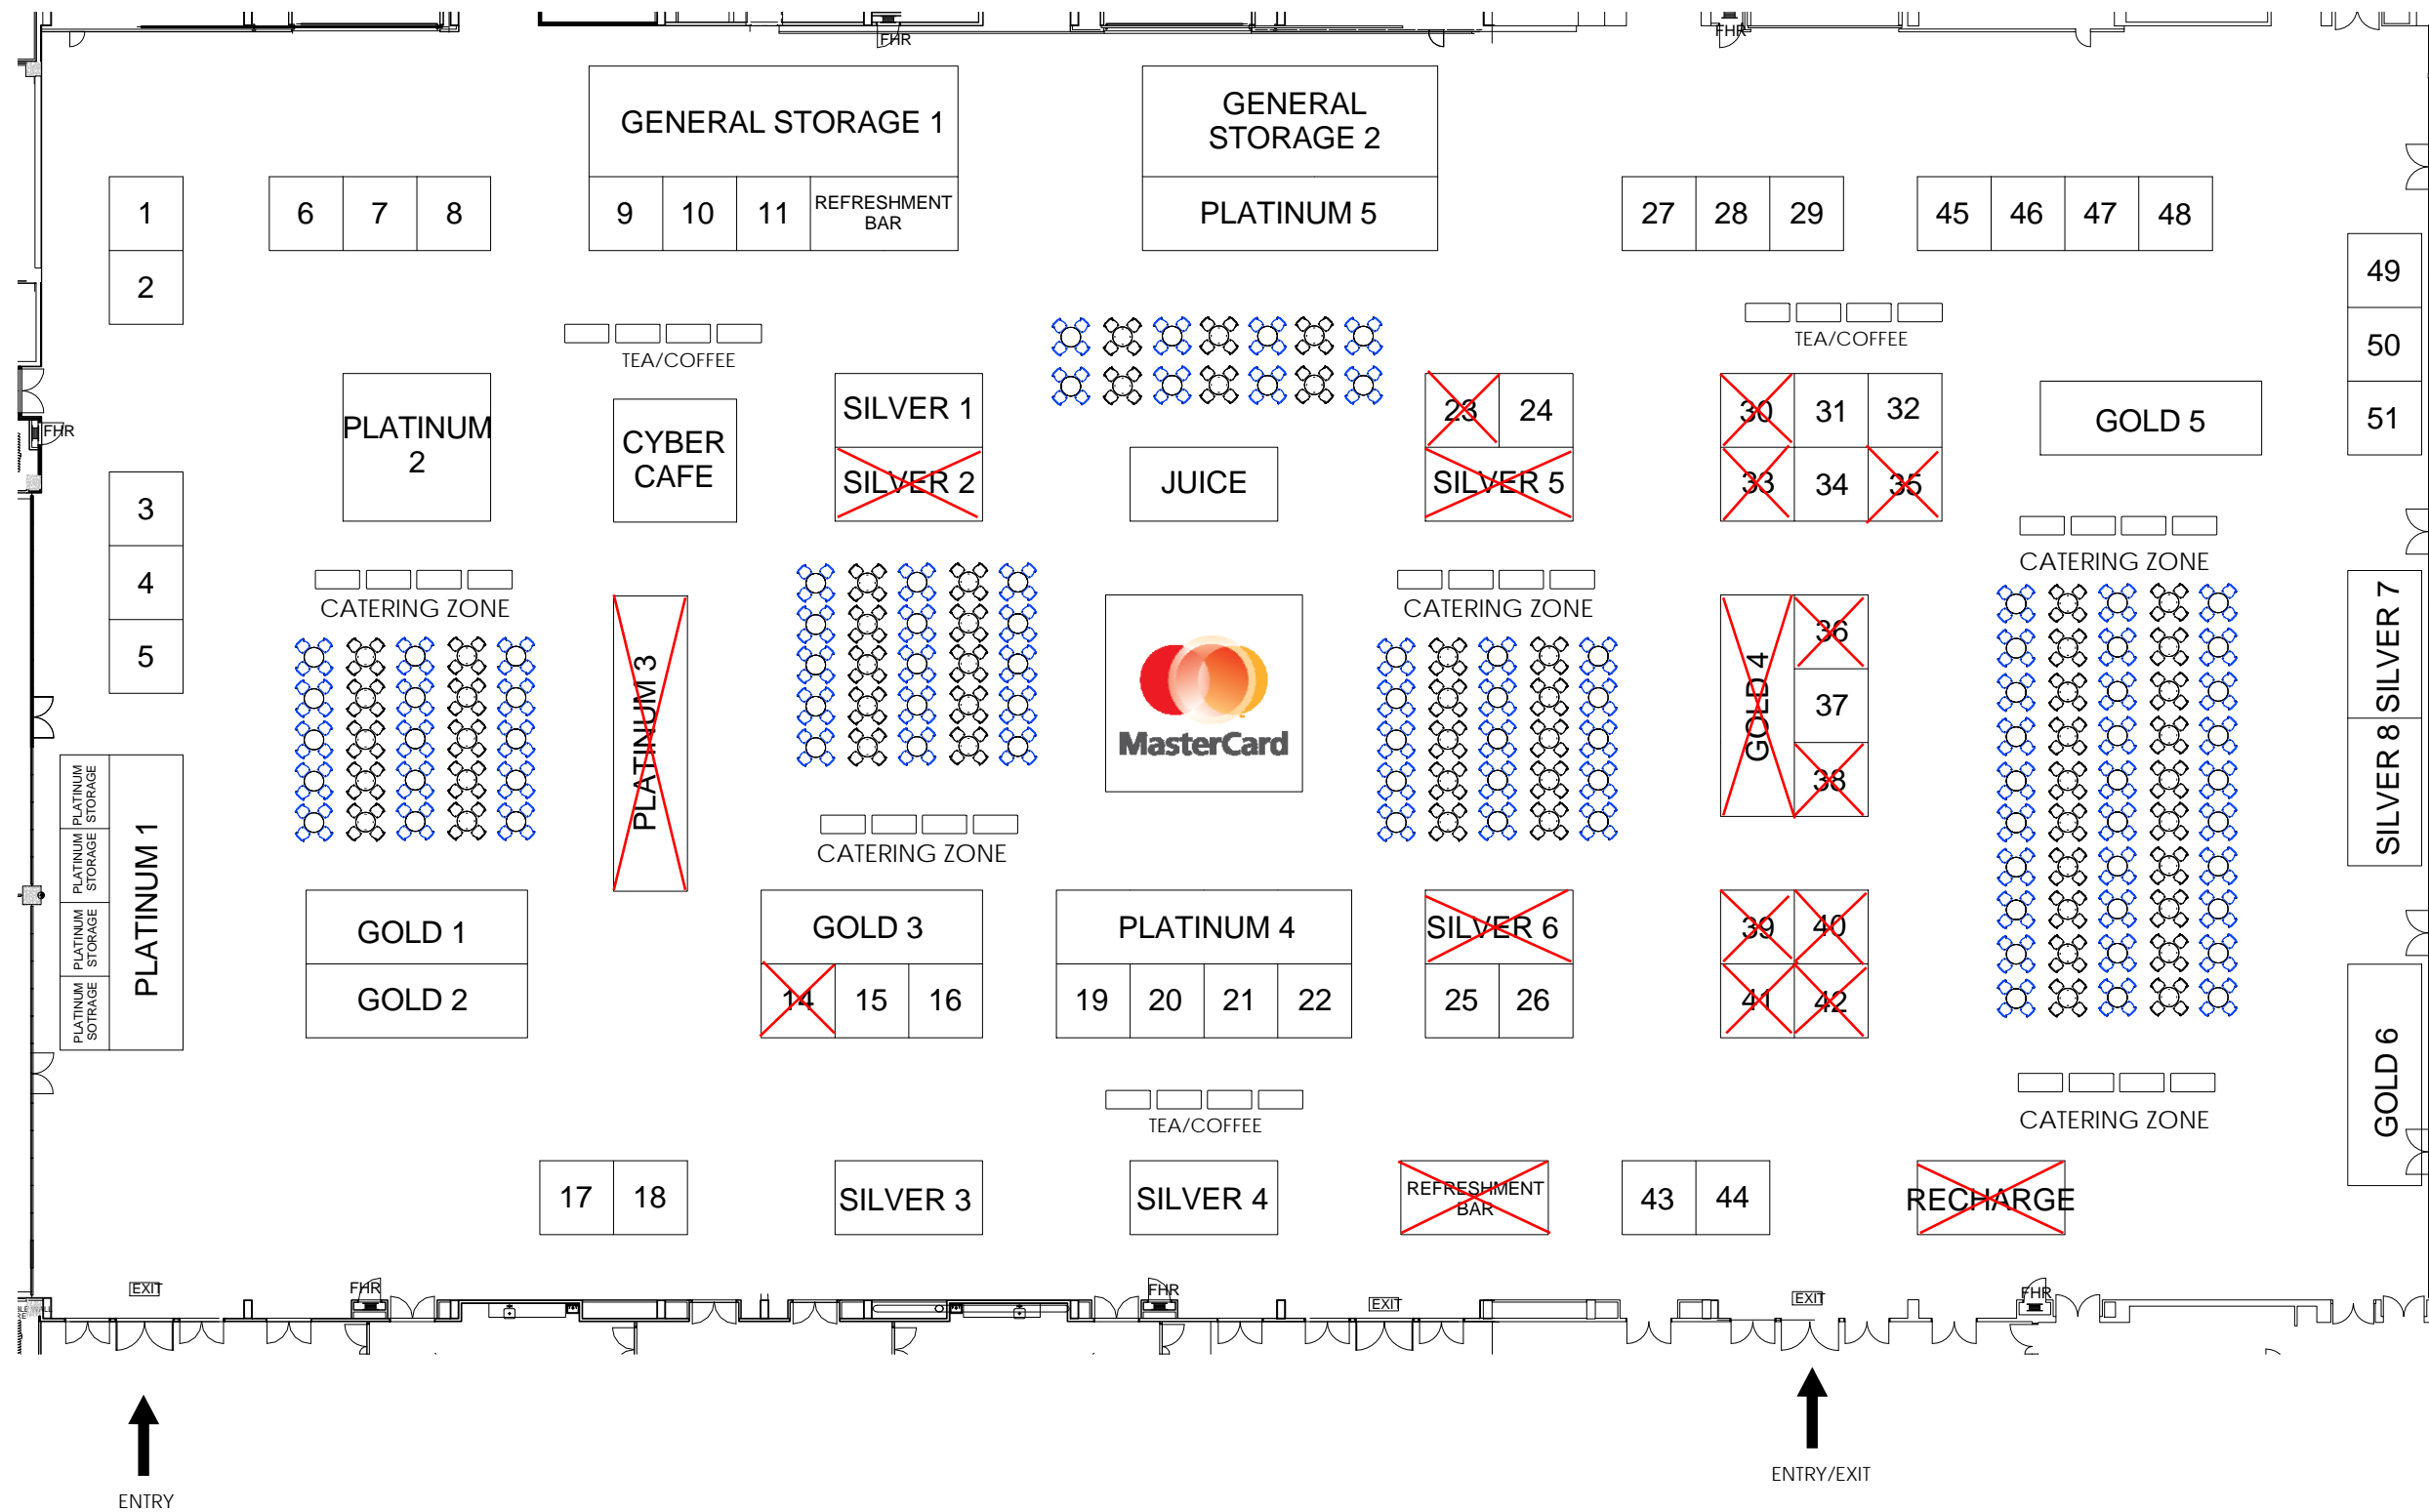 FHR
FHR
GENERAL STORAGE 1
GENERAL
STORAGE 2
1
6
7
8
9
10
11
REFRESHMENT
BAR
PLATINUM 5
27
28
29
45
46
47
48
2
49
TEA/COFFEE
TEA/COFFEE
50
PLATINUM
2
CYBER
CAFE
SILVER 1
SILVER 2
JUICE
23
24
SILVER 5
30
31
32
33
34
35
GOLD 5
51
FHR
3
4
5
CATERING ZONE
CATERING ZONE
CATERING ZONE
PLATINUM 3
MasterCard
GOLD 4
36
37
38
SILVER 7
SILVER 8
PLATINUM
STORAGE
PLATINUM
STORAGE
PLATINUM
STORAGE
PLATINUM
SOTRAGE
PLATINUM 1
CATERING ZONE
GOLD 1
GOLD 2
GOLD 3
14
15
16
PLATINUM 4
19
20
21
22
SILVER 6
25
26
39
40
41
42
GOLD 6
TEA/COFFEE
CATERING ZONE
17
18
SILVER 3
SILVER 4
REFRESHMENT
BAR
43
44
RECHARGE
EXIT
FHR
FHR
EXIT
EXIT
FHR
ENTRY
ENTRY/EXIT